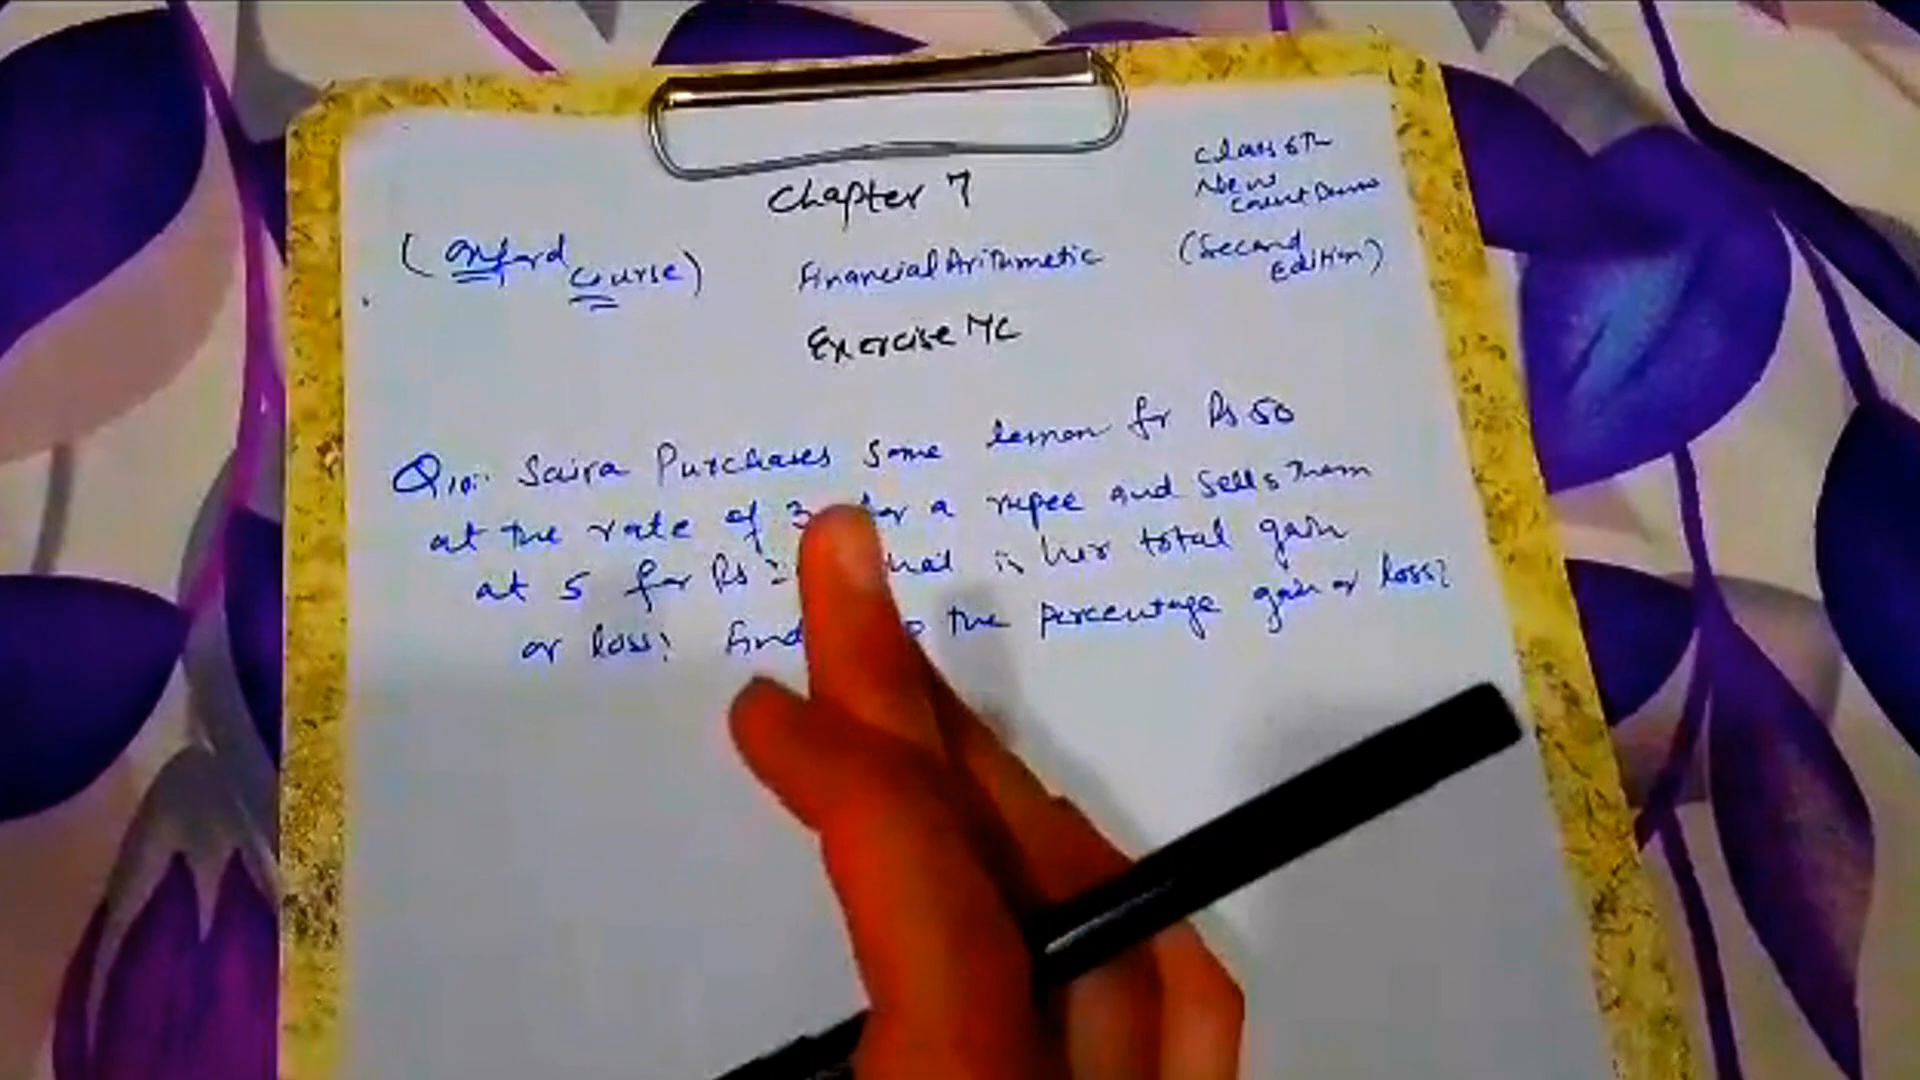 Chapter 7
Class 6th
New
Count Down
(Oxford
Course)
Financial Arithmetic
(Second
Edition)
Exercise 7C
Q10: Saira Purchases Some lemon for Rs 50
at the rate of 3 for a rupee and Sells Them
at 5 for Rs is her total gain
or loss? find the percentage gain or loss?